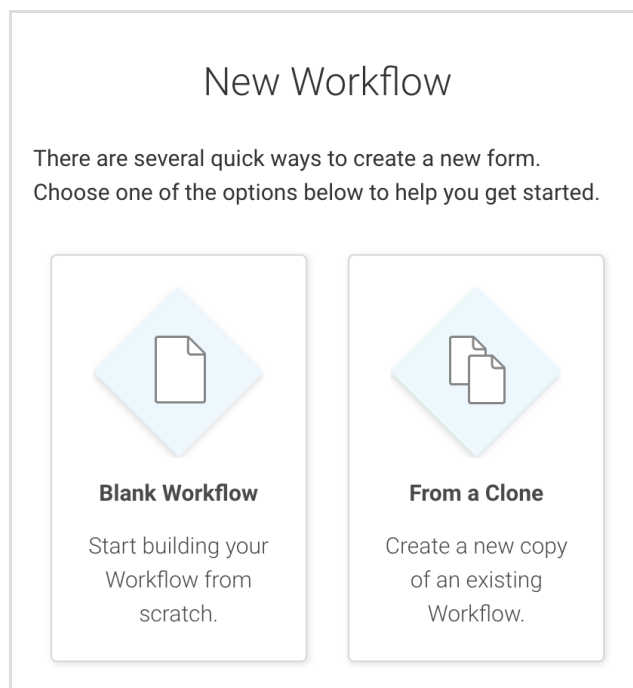 New Workflow
There are several quick ways to create a new form.
Choose one of the options below to help you get started.
Blank Workflow
Start building your
Workflow from
scratch.
From a Clone
Create a new copy
of an existing
Workflow.